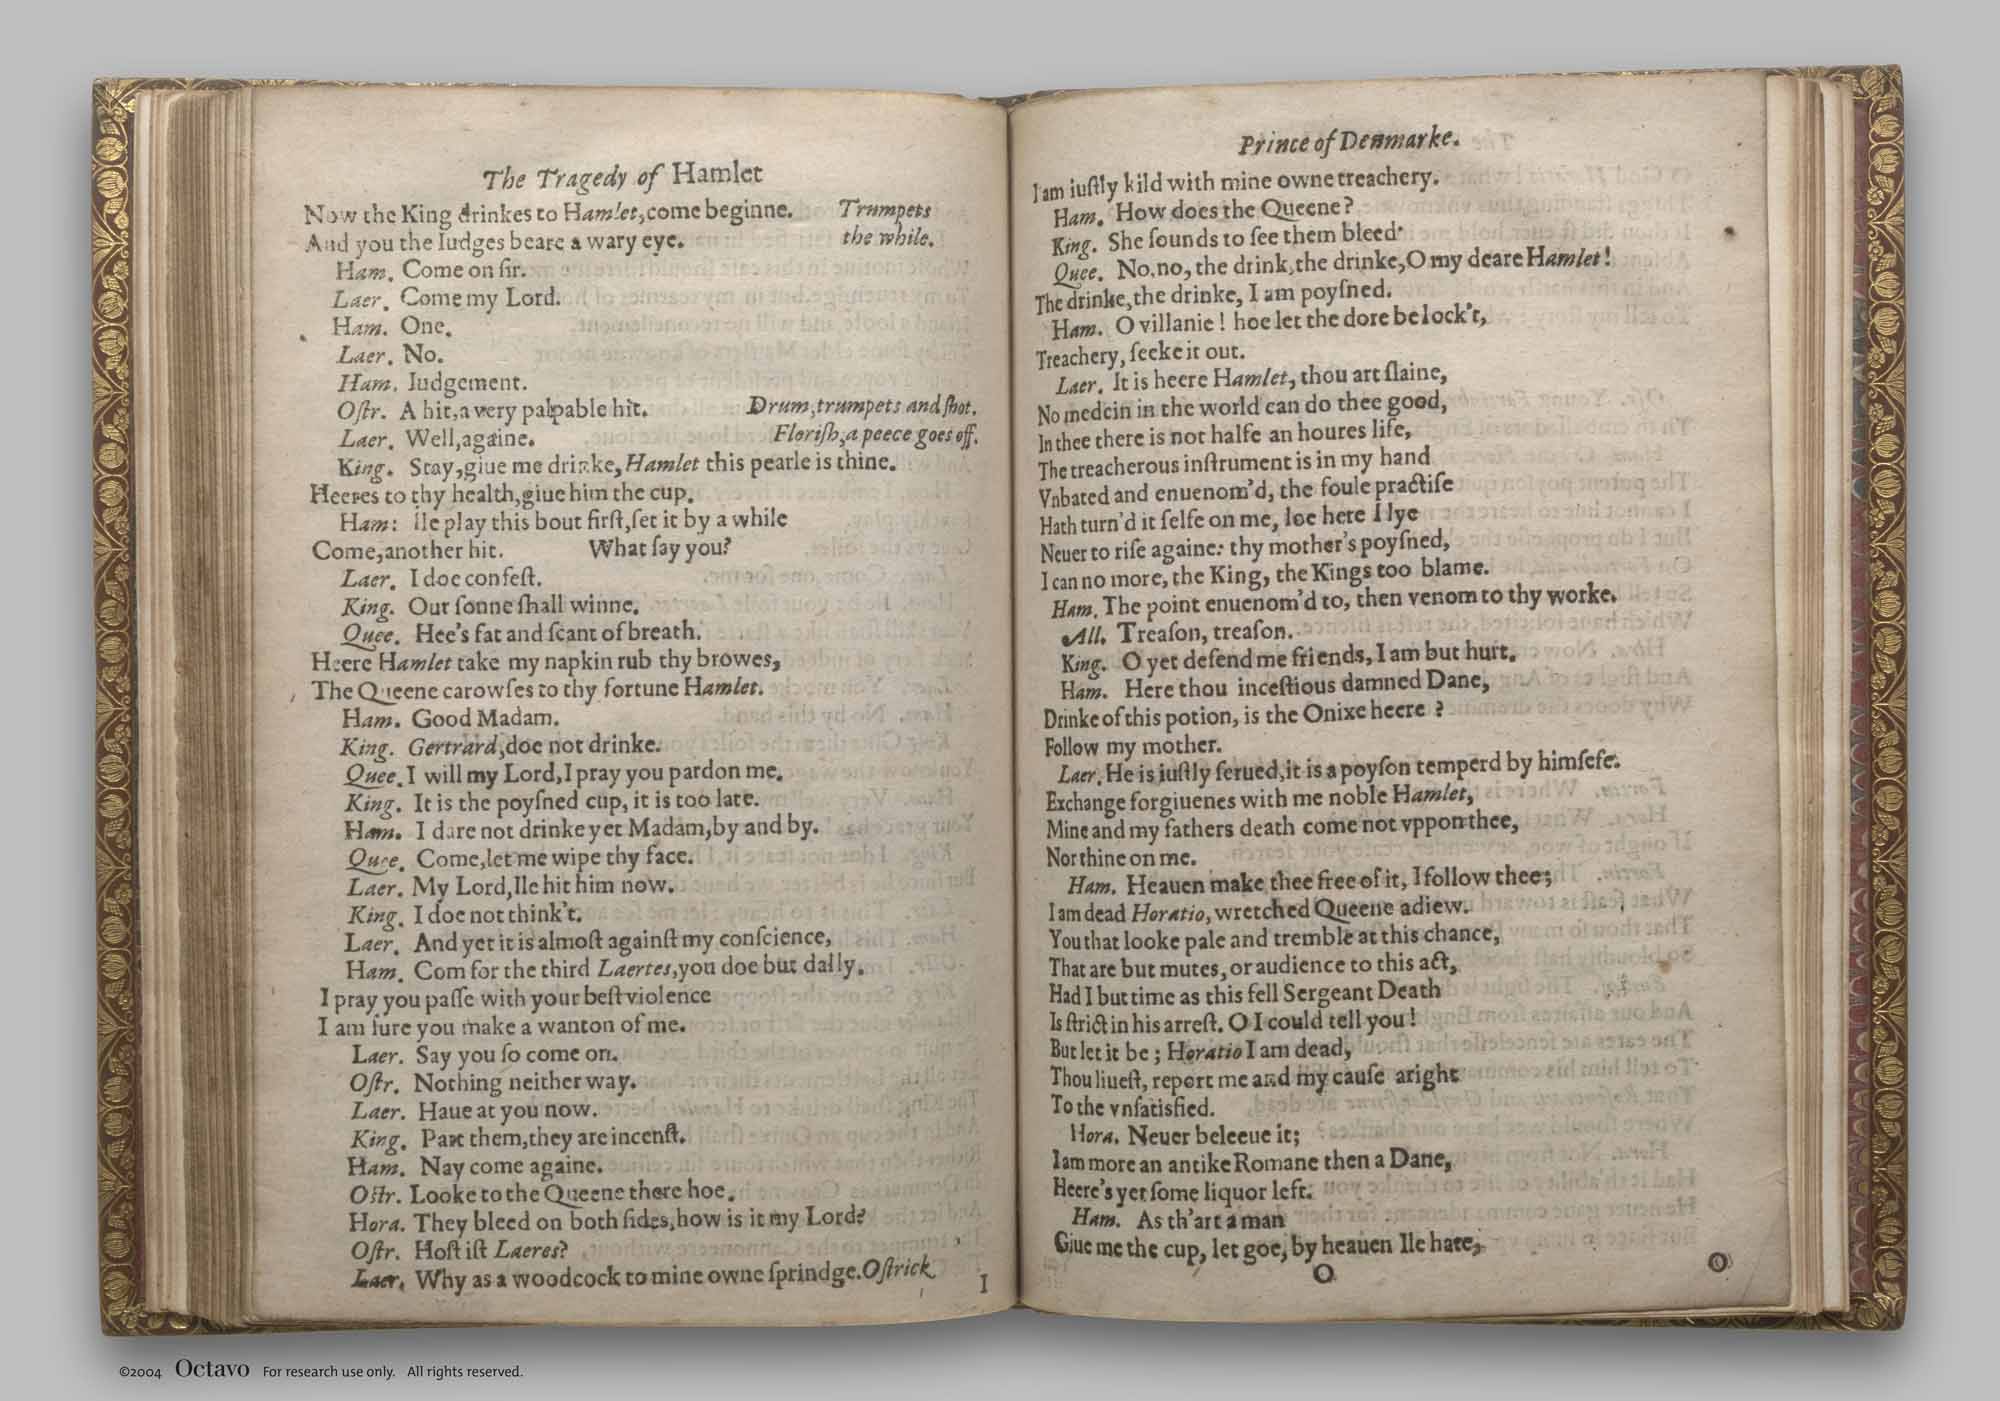 The Tragedy of Hamlet
Now the King drinkes to Hamlet,come beginne. Trumpets
And you the Iudges beare a wary eye. the while.
Ham. Come on ſir.
Laer. Come my Lord.
Ham. One.
Laer. No.
Ham. Iudgement.
Oſtr. A hit,a very palpable hit. Drum,trumpets and ſhot.
Laer. Well,againe. Floriſh,a peece goes off.
King. Stay,giue me drinke,Hamlet this pearle is thine.
Heeres to thy health,giue him the cup.
Ham: Ile play this bout firſt,ſet it by a while
Come,another hit. What ſay you?
Laer. I doe confeſt.
King. Our ſonne ſhall winne.
Quee. Hee's fat and ſcant of breath.
Heere Hamlet take my napkin rub thy browes,
The Queene carowſes to thy fortune Hamlet.
Ham. Good Madam.
King. Gertrard,doe not drinke.
Quee. I will my Lord,I pray you pardon me.
King. It is the poyſned cup, it is too late.
Ham. I dare not drinke yet Madam,by and by.
Quee. Come,let me wipe thy face.
Laer. My Lord,Ile hit him now.
King. I doe not think't.
Laer. And yet it is almoſt againſt my conſcience,
Ham. Com for the third Laertes,you doe but dally.
I pray you paſſe with your beſt violence
I am ſure you make a wanton of me.
Laer. Say you ſo come on.
Oſtr. Nothing neither way.
Laer. Haue at you now.
King. Part them,they are incenſt.
Ham. Nay come againe.
Oſtr. Looke to the Queene there hoe.
Hora. They bleed on both ſides,how is it my Lord?
Oſtr. Hoſt iſt Laeres?
Laer. Why as a woodcock to mine owne ſprindge.Oſtrick
I
Prince of Denmarke.
I am iuſtly kild with mine owne treachery.
Ham. How does the Queene?
King. She ſounds to ſee them bleed.
Quee. No,no, the drink,the drinke,O my deare Hamlet!
The drinke,the drinke, I am poyſned.
Ham. O villanie! hoe let the dore be lock't,
Treachery, ſeeke it out.
Laer. It is heere Hamlet, thou art ſlaine,
No medcin in the world can do thee good,
In thee there is not halfe an houres life,
The treacherous inſtrument is in my hand
Vnbated and enuenom'd, the foule practiſe
Hath turn'd it ſelfe on me, loe here I lye
Neuer to riſe againe: thy mother's poyſned,
I can no more, the King, the Kings too blame.
Ham. The point enuenom'd to, then venom to thy worke.
All. Treaſon, treaſon.
King. O yet defend me friends, I am but hurt.
Ham. Here thou inceſtious damned Dane,
Drinke of this potion, is the Onixe heere ?
Follow my mother.
Laer. He is iuſtly ſerued,it is a poyſon temperd by himſefe.
Exchange forgiuenes with me noble Hamlet,
Mine and my fathers death come not vppon thee,
Nor thine on me.
Ham. Heauen make thee free of it, I follow thee;
I am dead Horatio, wretched Queene adiew.
You that looke pale and tremble at this chance,
That are but mutes, or audience to this act,
Had I but time as this fell Sergeant Death
Is ſtrict in his arreſt. O I could tell you!
But let it be ; Horatio I am dead,
Thou liueſt, report me and my cauſe aright
To the vnſatisfied.
Hora. Neuer beleeue it;
I am more an antike Romane then a Dane,
Heere's yet ſome liquor left.
Ham. As th'art a man
Giue me the cup, let goe, by heauen Ile hate,
O
O
©2004 Octavo For research use only. All rights reserved.